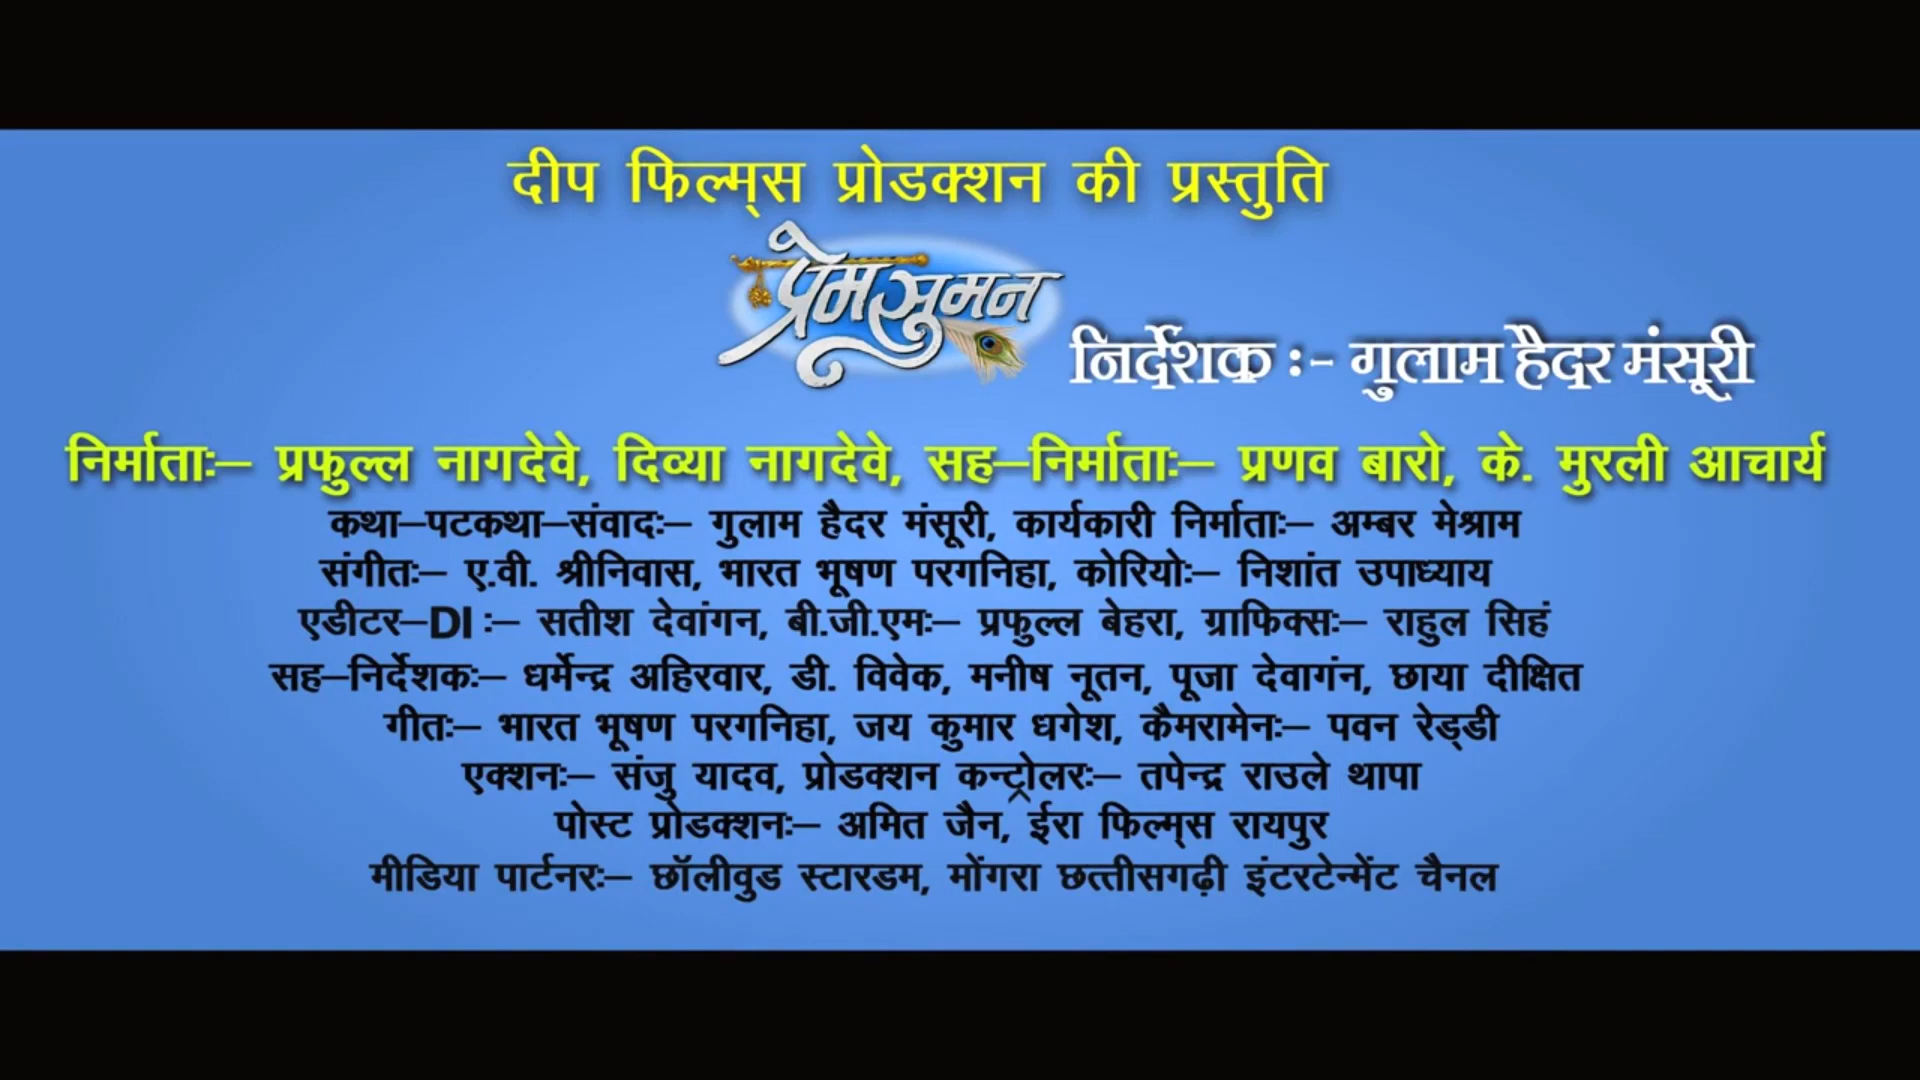 दीप फिल्म्स प्रोडक्शन की प्रस्तुति
प्रेमसुमन
निर्देशक :- गुलाम हैदर मंसूरी
निर्माताः– प्रफुल्ल नागदेवे, दिव्या नागदेवे, सह–निर्माताः– प्रणव बारो, के. मुरली आचार्य
कथा–पटकथा–संवादः– गुलाम हैदर मंसूरी, कार्यकारी निर्माताः– अम्बर मेश्राम
संगीतः– ए.वी. श्रीनिवास, भारत भूषण परगनिहा, कोरियोः– निशांत उपाध्याय
एडीटर–DI :– सतीश देवांगन, बी.जी.एमः– प्रफुल्ल बेहरा, ग्राफिक्सः– राहुल सिहं
सह–निर्देशकः– धर्मेन्द्र अहिरवार, डी. विवेक, मनीष नूतन, पूजा देवागंन, छाया दीक्षित
गीतः– भारत भूषण परगनिहा, जय कुमार धगेश, कैमरामेनः– पवन रेड्डी
एक्शनः– संजु यादव, प्रोडक्शन कन्ट्रोलरः– तपेन्द्र राउले थापा
पोस्ट प्रोडक्शनः– अमित जैन, ईरा फिल्म्स रायपुर
मीडिया पार्टनरः– छॉलीवुड स्टारडम, मोंगरा छत्तीसगढ़ी इंटरटेन्मेंट चैनल